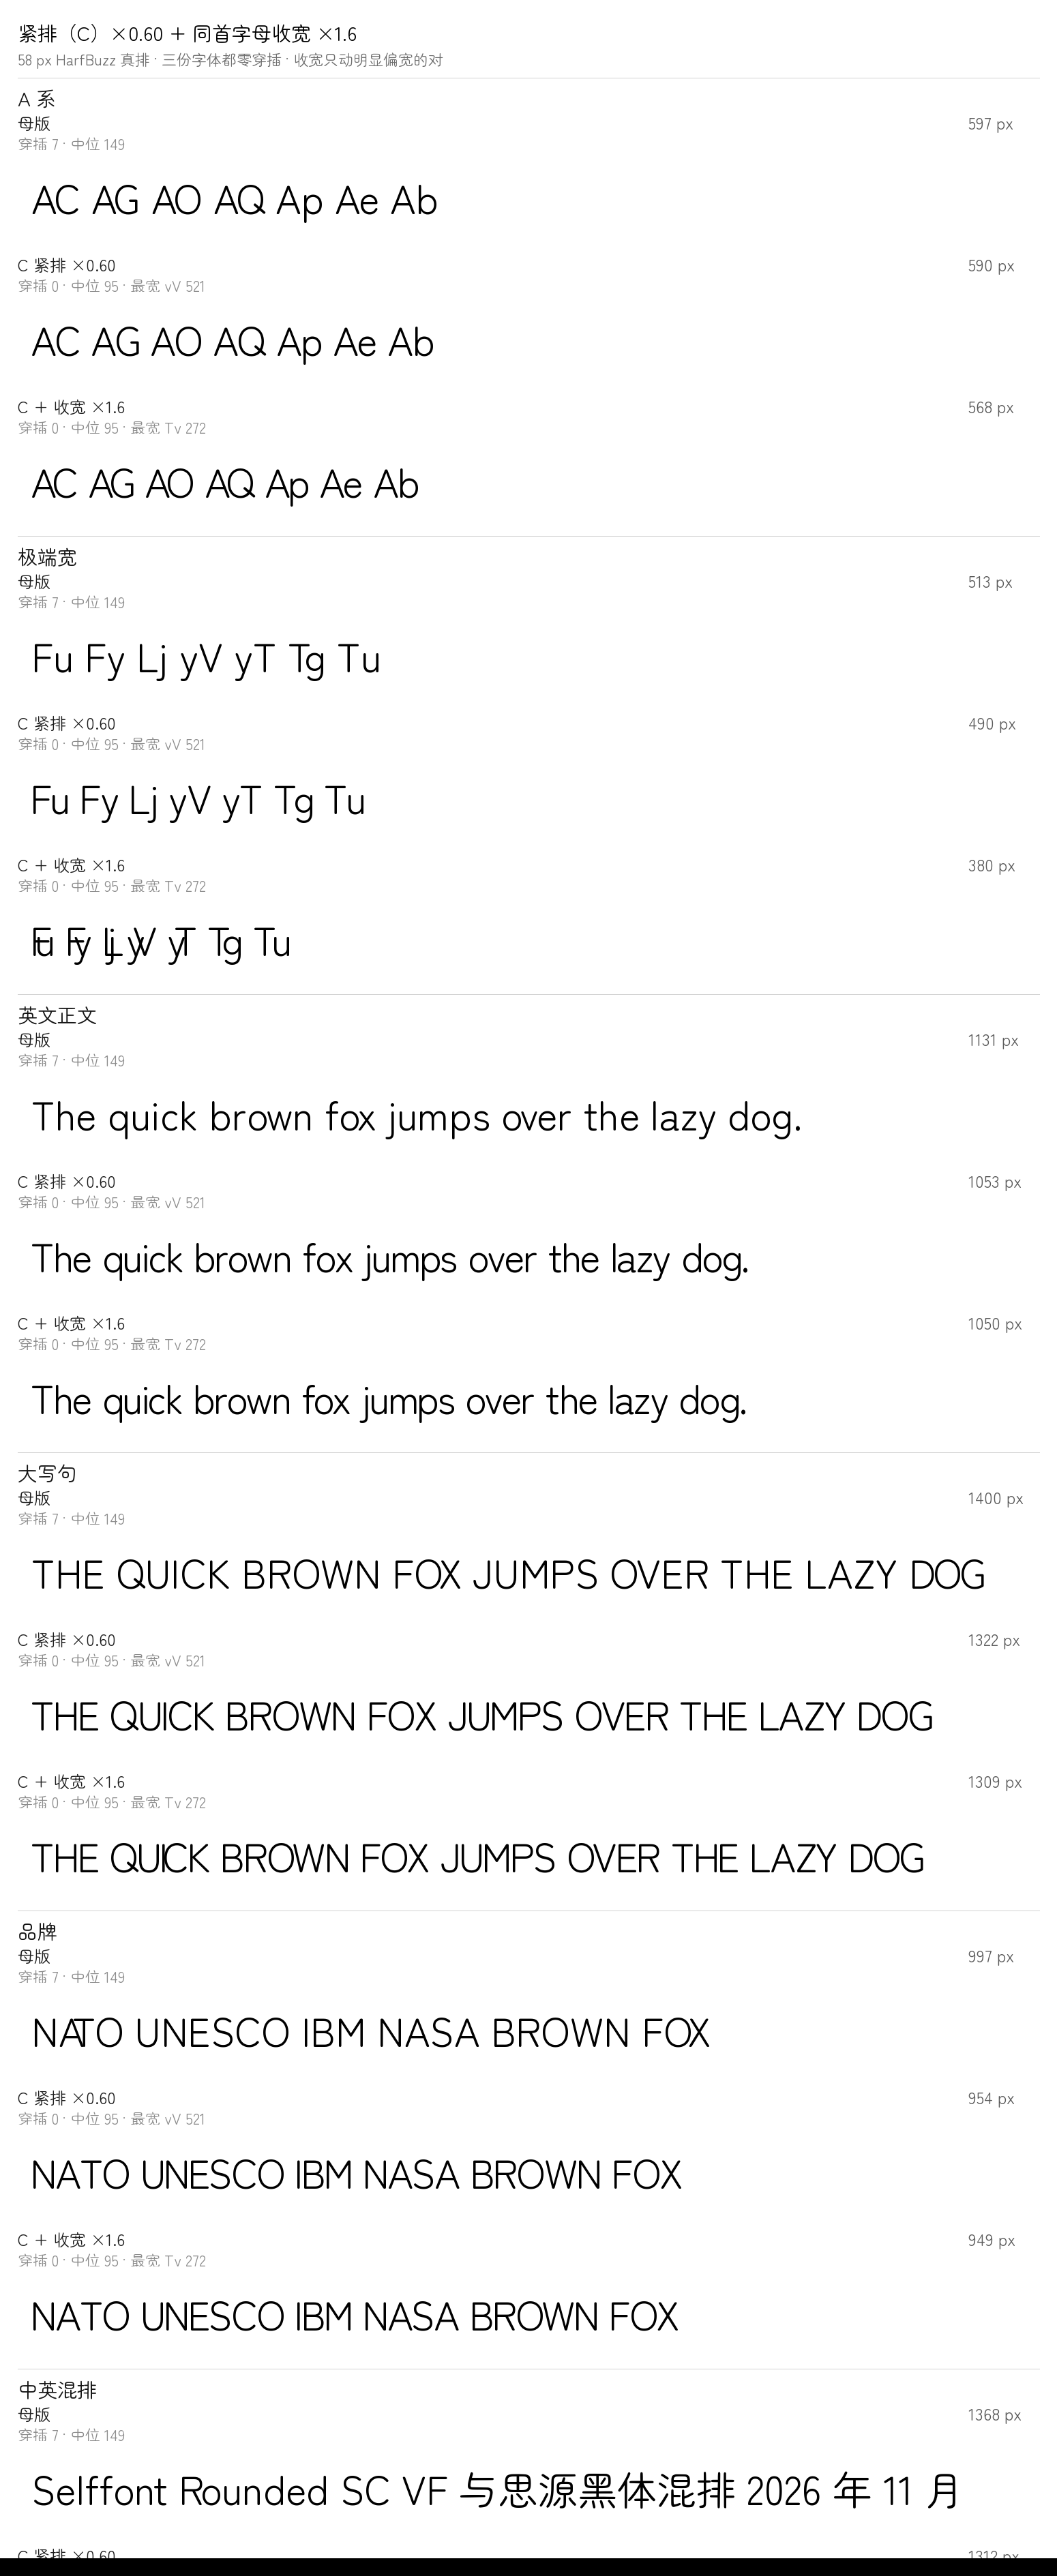 紧排（C）×0.60 + 同首字母收宽 ×1.6
58 px HarfBuzz 真排 · 三份字体都零穿插 · 收宽只动明显偏宽的对
A 系
母版 597 px
穿插 7 · 中位 149
AC AG AO AQ Ap Ae Ab
C 紧排 ×0.60 590 px
穿插 0 · 中位 95 · 最宽 vV 521
AC AG AO AQ Ap Ae Ab
C + 收宽 ×1.6 568 px
穿插 0 · 中位 95 · 最宽 Tv 272
AC AG AO AQ Ap Ae Ab
极端宽
母版 513 px
穿插 7 · 中位 149
Fu Fy Lj yV yT Tg Tu
C 紧排 ×0.60 490 px
穿插 0 · 中位 95 · 最宽 vV 521
Fu Fy Lj yV yT Tg Tu
C + 收宽 ×1.6 380 px
穿插 0 · 中位 95 · 最宽 Tv 272
Fu Fy Lj yV yT Tg Tu
英文正文
母版 1131 px
穿插 7 · 中位 149
The quick brown fox jumps over the lazy dog.
C 紧排 ×0.60 1053 px
穿插 0 · 中位 95 · 最宽 vV 521
The quick brown fox jumps over the lazy dog.
C + 收宽 ×1.6 1050 px
穿插 0 · 中位 95 · 最宽 Tv 272
The quick brown fox jumps over the lazy dog.
大写句
母版 1400 px
穿插 7 · 中位 149
THE QUICK BROWN FOX JUMPS OVER THE LAZY DOG
C 紧排 ×0.60 1322 px
穿插 0 · 中位 95 · 最宽 vV 521
THE QUICK BROWN FOX JUMPS OVER THE LAZY DOG
C + 收宽 ×1.6 1309 px
穿插 0 · 中位 95 · 最宽 Tv 272
THE QUICK BROWN FOX JUMPS OVER THE LAZY DOG
品牌
母版 997 px
穿插 7 · 中位 149
NATO UNESCO IBM NASA BROWN FOX
C 紧排 ×0.60 954 px
穿插 0 · 中位 95 · 最宽 vV 521
NATO UNESCO IBM NASA BROWN FOX
C + 收宽 ×1.6 949 px
穿插 0 · 中位 95 · 最宽 Tv 272
NATO UNESCO IBM NASA BROWN FOX
中英混排
母版 1368 px
穿插 7 · 中位 149
Selffont Rounded SC VF 与思源黑体混排 2026 年 11 月
C 紧排 ×0.60 1312 px